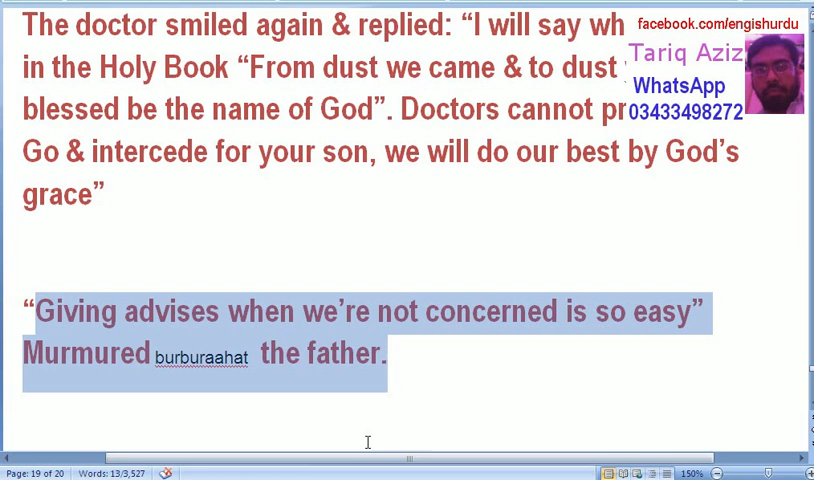 The doctor smiled again & replied: “I will say wh
facebook.com/engishurdu
in the Holy Book “From dust we came & to dust
Tariq Aziz
WhatsApp
blessed be the name of God”. Doctors cannot pr
03433498272
Go & intercede for your son, we will do our best by God’s
grace”
“Giving advises when we’re not concerned is so easy”
Murmured burburaahat the father.
Page: 19 of 20 Words: 13/3,527 150%